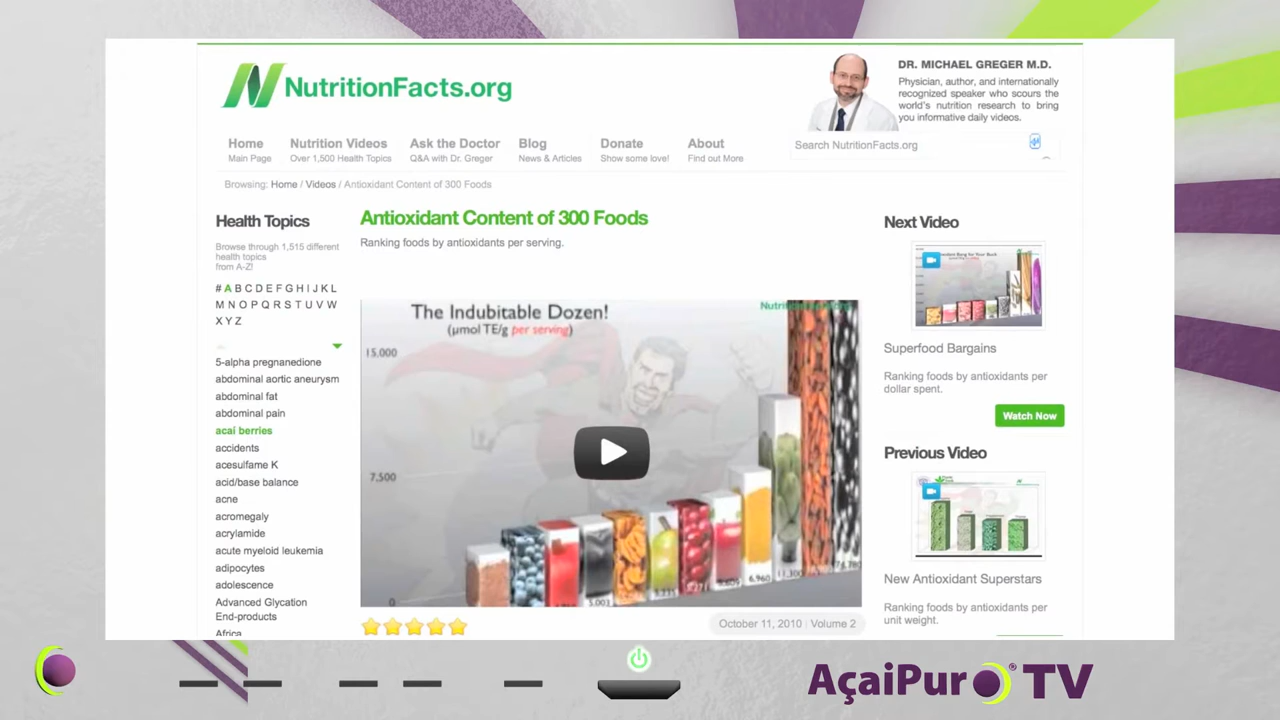 NutritionFacts.org
DR. MICHAEL GREGER M.D.
Physician, author, and internationally
recognized speaker who scours the
world's nutrition research to bring
you informative daily videos.
Home
Main Page
Nutrition Videos
Over 1,500 Health Topics
Ask the Doctor
Q&A with Dr. Greger
Blog
News & Articles
Donate
Show some love!
About
Find out More
Search NutritionFacts.org
Browsing: Home / Videos / Antioxidant Content of 300 Foods
Health Topics
Browse through 1,515 different
health topics
from A-Z!
# A B C D E F G H I J K L
M N O P Q R S T U V W
X Y Z
5-alpha pregnanedione
abdominal aortic aneurysm
abdominal fat
abdominal pain
acai berries
accidents
acesulfame K
acid/base balance
acne
acromegaly
acrylamide
acute myeloid leukemia
adipocytes
adolescence
Advanced Glycation
End-products
Africa
Antioxidant Content of 300 Foods
Ranking foods by antioxidants per serving.
The Indubitable Dozen!
(µmol TE/g per serving)
15,000
7,500
0
5,003
6,960
11,300
October 11, 2010 | Volume 2
Next Video
Superfood Bargains
Ranking foods by antioxidants per
dollar spent.
Watch Now
Previous Video
New Antioxidant Superstars
Ranking foods by antioxidants per
unit weight.
AçaiPuro® TV